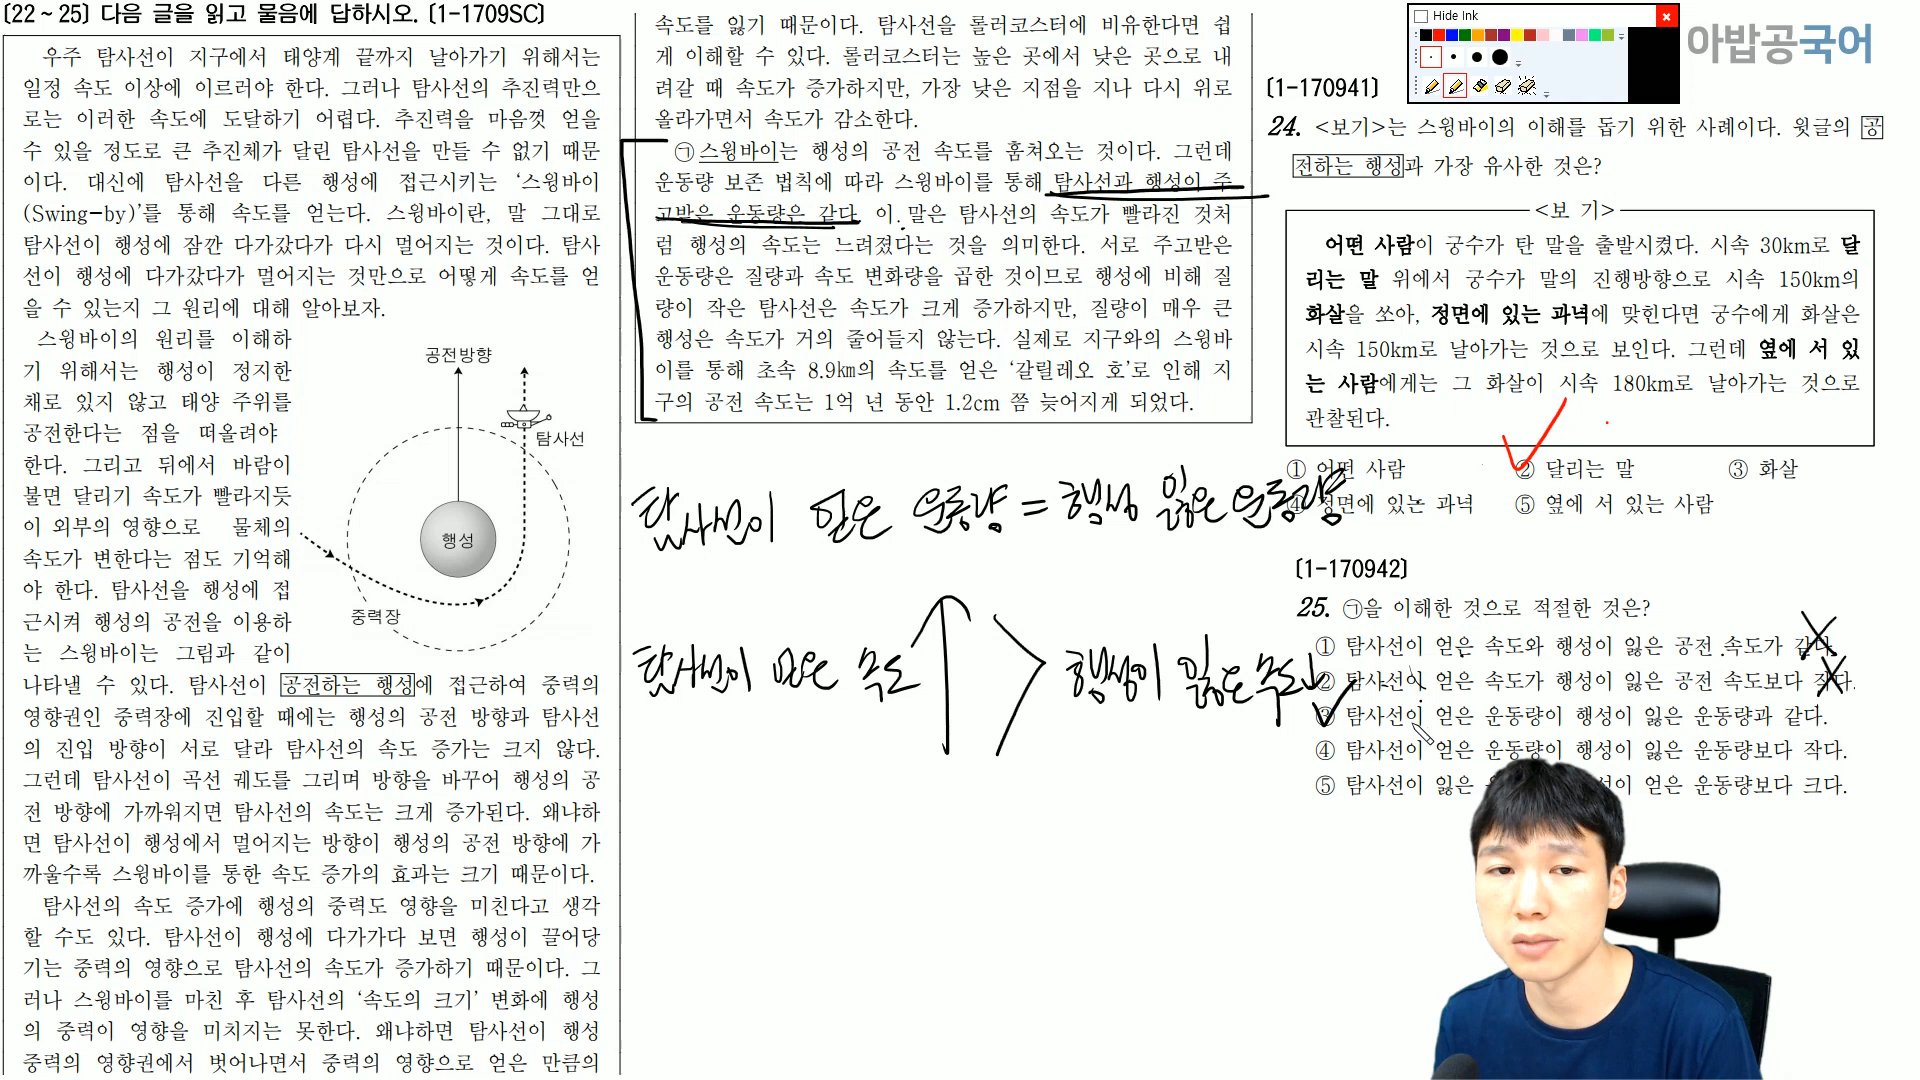 [22~25] 다음 글을 읽고 물음에 답하시오. [1-1709SC]
우주 탐사선이 지구에서 태양계 끝까지 날아가기 위해서는
일정 속도 이상에 이르러야 한다. 그러나 탐사선의 추진력만으
로는 이러한 속도에 도달하기 어렵다. 추진력을 마음껏 얻을
수 있을 정도로 큰 추진체가 달린 탐사선을 만들 수 없기 때문
이다. 대신에 탐사선을 다른 행성에 접근시키는 ‘스윙바이
(Swing-by)’를 통해 속도를 얻는다. 스윙바이란, 말 그대로
탐사선이 행성에 잠깐 다가갔다가 다시 멀어지는 것이다. 탐사
선이 행성에 다가갔다가 멀어지는 것만으로 어떻게 속도를 얻
을 수 있는지 그 원리에 대해 알아보자.
스윙바이의 원리를 이해하
기 위해서는 행성이 정지한
채로 있지 않고 태양 주위를
공전한다는 점을 떠올려야
한다. 그리고 뒤에서 바람이
불면 달리기 속도가 빨라지듯
이 외부의 영향으로 물체의
속도가 변한다는 점도 기억해
야 한다. 탐사선을 행성에 접
근시켜 행성의 공전을 이용하
는 스윙바이는 그림과 같이
공전방향
탐사선
행성
중력장
나타낼 수 있다. 탐사선이 공전하는 행성에 접근하여 중력의
영향권인 중력장에 진입할 때에는 행성의 공전 방향과 탐사선
의 진입 방향이 서로 달라 탐사선의 속도 증가는 크지 않다.
그런데 탐사선이 곡선 궤도를 그리며 방향을 바꾸어 행성의 공
전 방향에 가까워지면 탐사선의 속도는 크게 증가된다. 왜냐하
면 탐사선이 행성에서 멀어지는 방향이 행성의 공전 방향에 가
까울수록 스윙바이를 통한 속도 증가의 효과는 크기 때문이다.
탐사선의 속도 증가에 행성의 중력도 영향을 미친다고 생각
할 수도 있다. 탐사선이 행성에 다가가다 보면 행성이 끌어당
기는 중력의 영향으로 탐사선의 속도가 증가하기 때문이다. 그
러나 스윙바이를 마친 후 탐사선의 ‘속도의 크기’ 변화에 행성
의 중력이 영향을 미치지는 못한다. 왜냐하면 탐사선이 행성
중력의 영향권에서 벗어나면서 중력의 영향으로 얻은 만큼의
속도를 잃기 때문이다. 탐사선을 롤러코스터에 비유한다면 쉽
게 이해할 수 있다. 롤러코스터는 높은 곳에서 낮은 곳으로 내
려갈 때 속도가 증가하지만, 가장 낮은 지점을 지나 다시 위로
올라가면서 속도가 감소한다.
㉠스윙바이는 행성의 공전 속도를 훔쳐오는 것이다. 그런데
운동량 보존 법칙에 따라 스윙바이를 통해 탐사선과 행성이 주
고받은 운동량은 같다. 이 말은 탐사선의 속도가 빨라진 것처
럼 행성의 속도는 느려졌다는 것을 의미한다. 서로 주고받은
운동량은 질량과 속도 변화량을 곱한 것이므로 행성에 비해 질
량이 작은 탐사선은 속도가 크게 증가하지만, 질량이 매우 큰
행성은 속도가 거의 줄어들지 않는다. 실제로 지구와의 스윙바
이를 통해 초속 8.9㎞의 속도를 얻은 ‘갈릴레오 호’로 인해 지
구의 공전 속도는 1억 년 동안 1.2cm 쯤 늦어지게 되었다.
탐사선이 얻은 운동량 = 행성 잃은 운동량
탐사선이 얻은 속도 > 행성이 잃은 속도
Hide Ink
아밥공국어
[1-170941]
24. <보기>는 스윙바이의 이해를 돕기 위한 사례이다. 윗글의 공
전하는 행성과 가장 유사한 것은?
<보 기>
어떤 사람이 궁수가 탄 말을 출발시켰다. 시속 30km로 달
리는 말 위에서 궁수가 말의 진행방향으로 시속 150km의
화살을 쏘아, 정면에 있는 과녁에 맞힌다면 궁수에게 화살은
시속 150km로 날아가는 것으로 보인다. 그런데 옆에 서 있
는 사람에게는 그 화살이 시속 180km로 날아가는 것으로
관찰된다.
① 어떤 사람 ② 달리는 말 ③ 화살
④ 정면에 있는 과녁 ⑤ 옆에 서 있는 사람
[1-170942]
25. ㉠을 이해한 것으로 적절한 것은?
① 탐사선이 얻은 속도와 행성이 잃은 공전 속도가 같다.
② 탐사선이 얻은 속도가 행성이 잃은 공전 속도보다 작다.
③ 탐사선이 얻은 운동량이 행성이 잃은 운동량과 같다.
④ 탐사선이 얻은 운동량이 행성이 잃은 운동량보다 작다.
⑤ 탐사선이 잃은 얻은 운동량보다 크다.